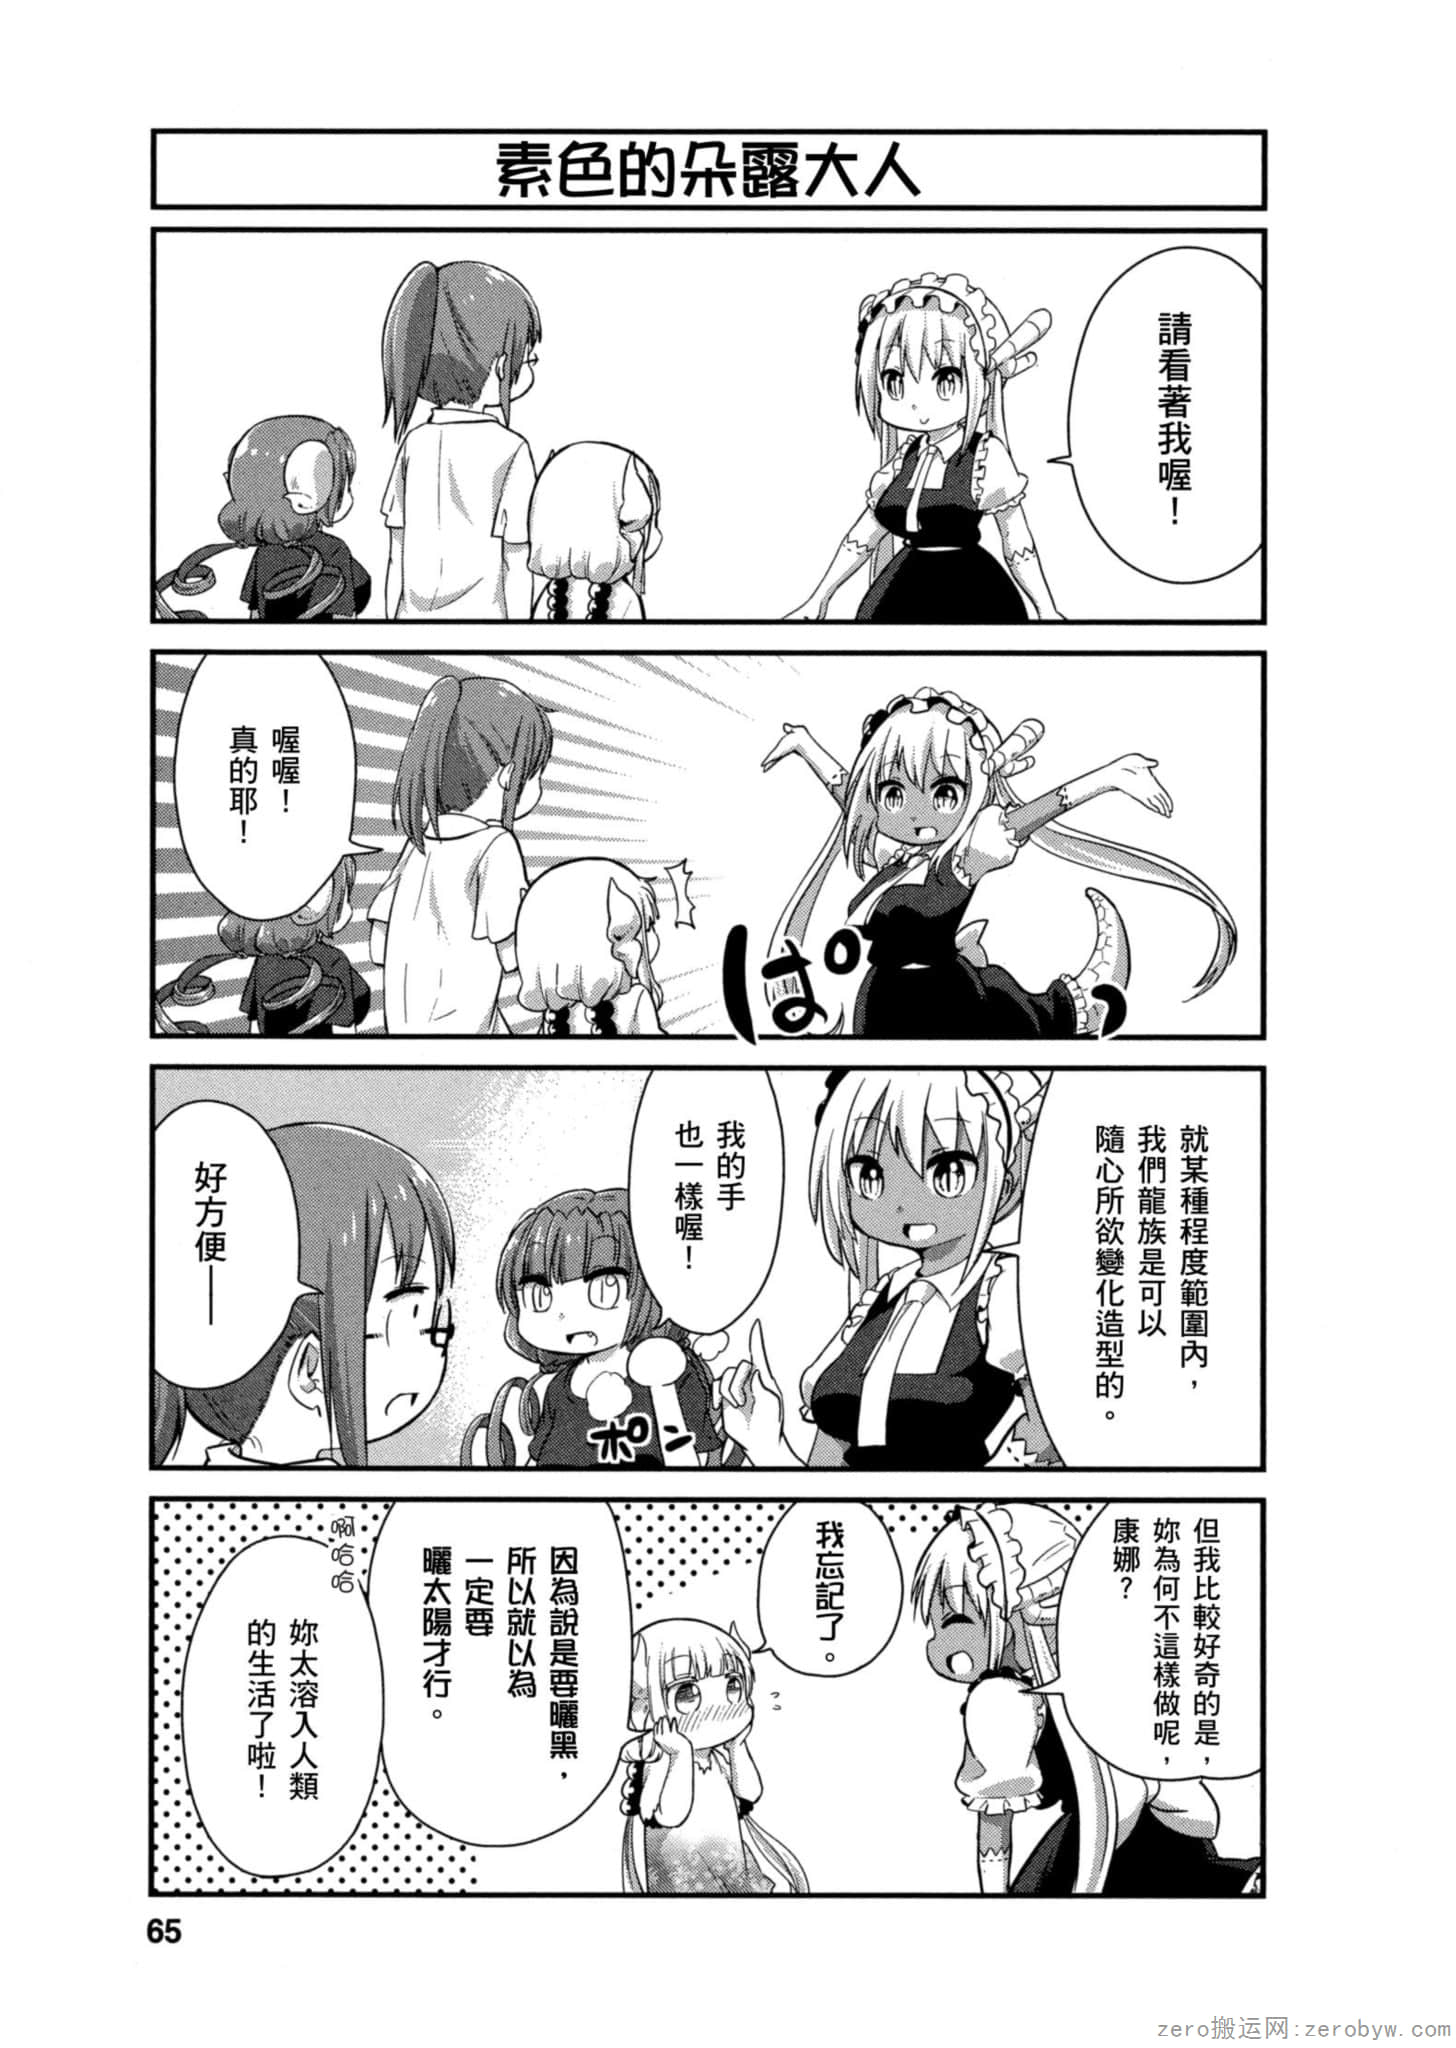 素色的朵露大人
請看著我喔！
ぱっ
喔喔！
真的耶！
就某種程度範圍內，
我們龍族是可以
隨心所欲變化造型的。
我的手
也一樣喔！
ポン
好方便——
但我比較好奇的是，
妳為何不這樣做呢，
康娜？
我忘記了。
因為說是要曬黑，
所以就以為
一定要
曬太陽才行。
啊哈哈
妳太溶入人類
的生活了啦！
65
zero搬运网:zerobyw.com